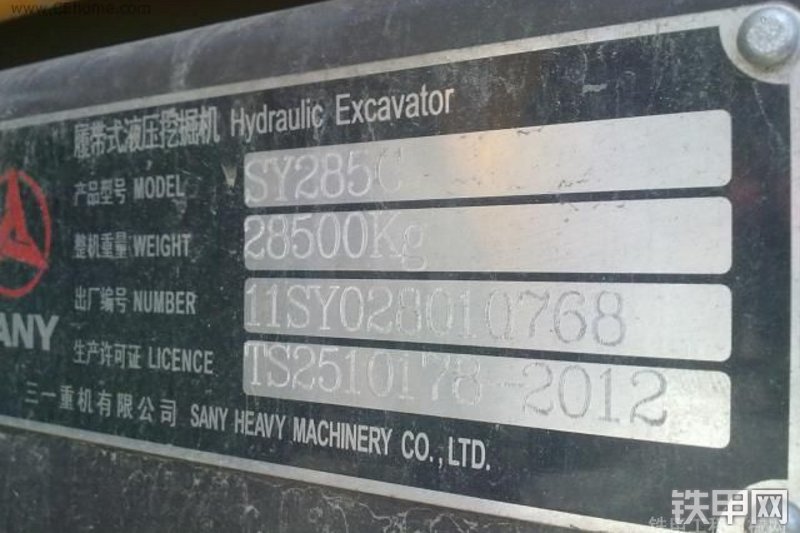 履带式液压挖掘机 Hydraulic Excavator
产品型号 MODEL SY285C
整机重量 WEIGHT 28500Kg
出厂编号 NUMBER 11SY028010768
ANY
生产许可证 LICENCE TS2510178-2012
三一重机有限公司 SANY HEAVY MACHINERY CO., LTD.
铁甲网